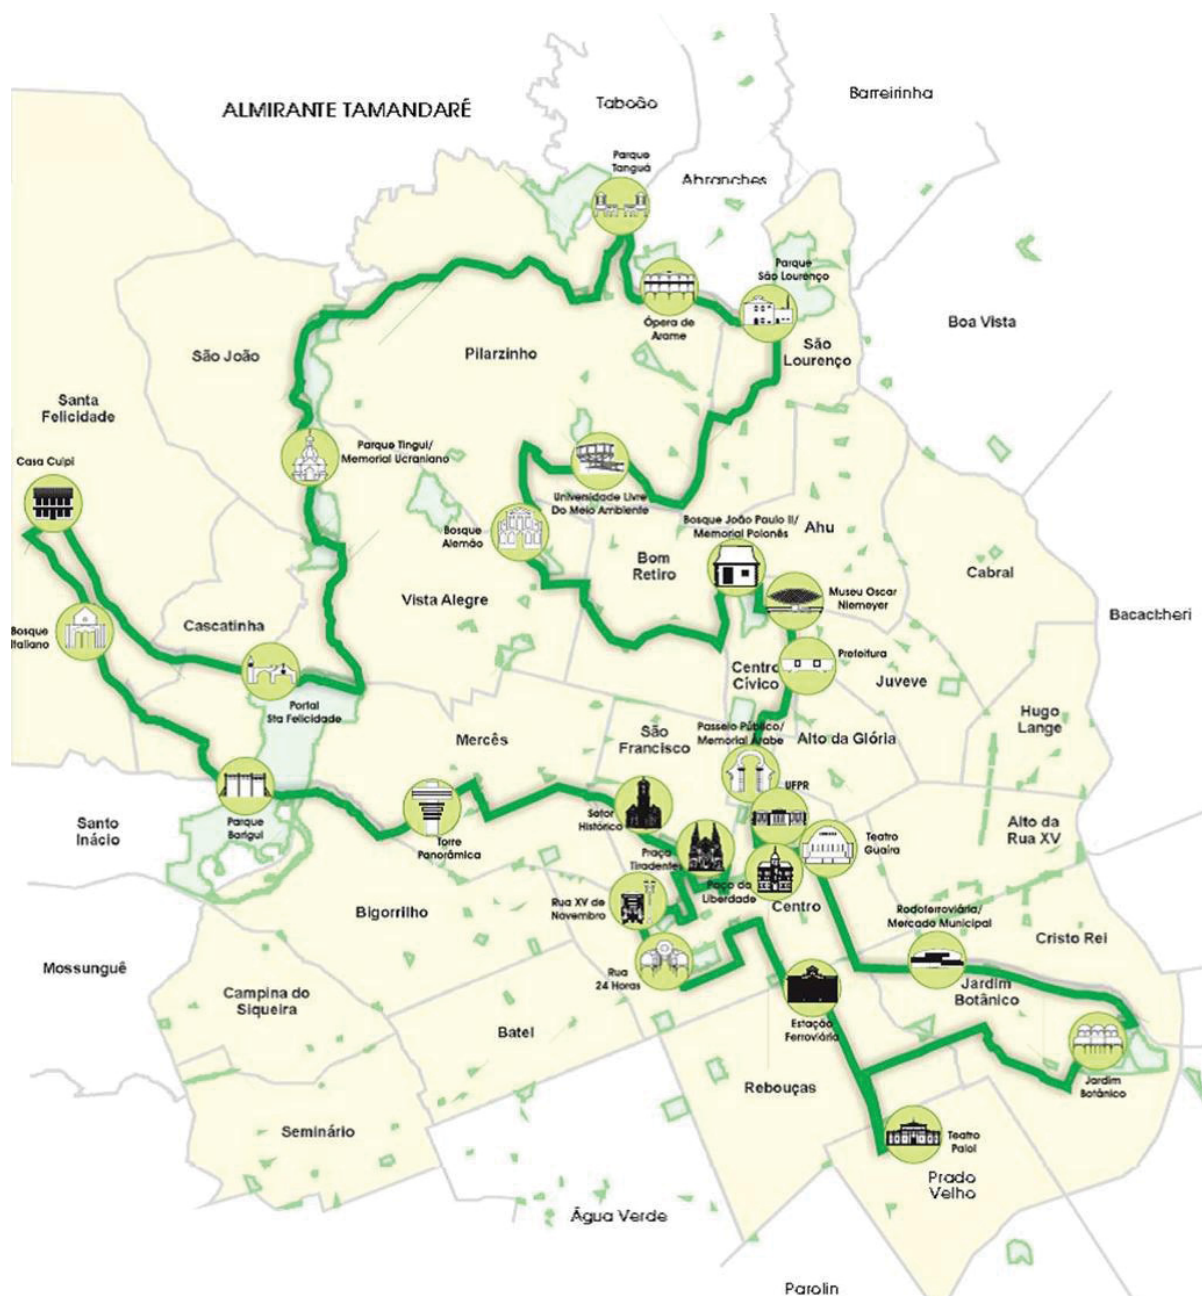 Taboão
Barreirinha
ALMIRANTE TAMANDARÉ
Parque
Tanguá
Abranches
Parque
São Lourenço
Boa Vista
Ópera de
Arame
São
Lourenço
Pilarzinho
São João
Santa
Felicidade
Casa Culpi
Parque Tingui/
Memorial Ucraniano
Universidade Livre
Do Meio Ambiente
Bosque
Alemão
Bosque João Paulo II/
Memorial Polonês
Ahu
Bom
Retiro
Cabral
Museu Oscar
Niemeyer
Vista Alegre
Bacacheri
Cascatinha
Bosque
Italiano
Prefeitura
Centro
Cívico
Juveve
Portal
Sta Felicidade
Hugo
Lange
Mercês
São
Francisco
Passeio Público/
Memorial Árabe
Alto da Glória
UFPR
Santo
Inácio
Parque
Barigui
Torre
Panorâmica
Setor
Histórico
Praça
Tiradentes
Teatro
Guaíra
Alto da
Rua XV
Paço da
Liberdade
Centro
Rua XV de
Novembro
Bigorrilho
Rodoferroviária/
Mercado Municipal
Cristo Rei
Mossunguê
Rua
24 Horas
Jardim
Botânico
Campina do
Siqueira
Batel
Estação
Ferroviária
Rebouças
Jardim
Botânico
Seminário
Teatro
Paiol
Prado
Velho
Água Verde
Parolin